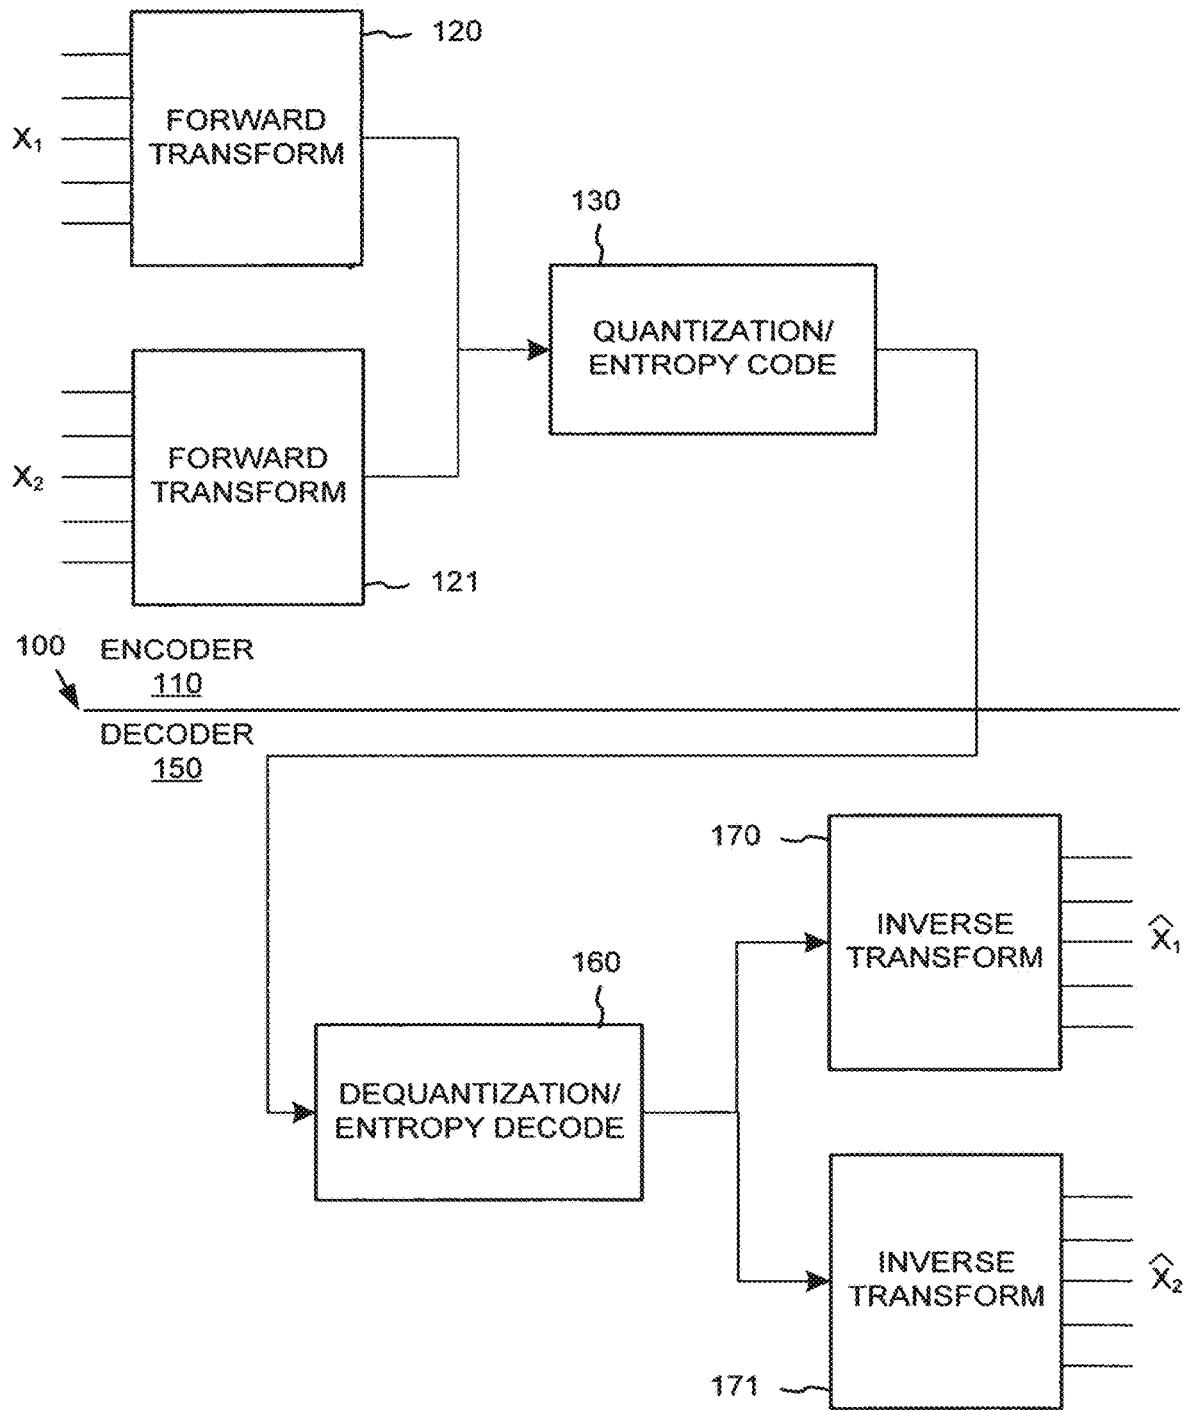 120
FORWARD
TRANSFORM
X₁
130
QUANTIZATION/
ENTROPY CODE
FORWARD
TRANSFORM
X₂
121
100
ENCODER
110
DECODER
150
170
INVERSE
TRANSFORM
X̂₁
160
DEQUANTIZATION/
ENTROPY DECODE
INVERSE
TRANSFORM
X̂₂
171